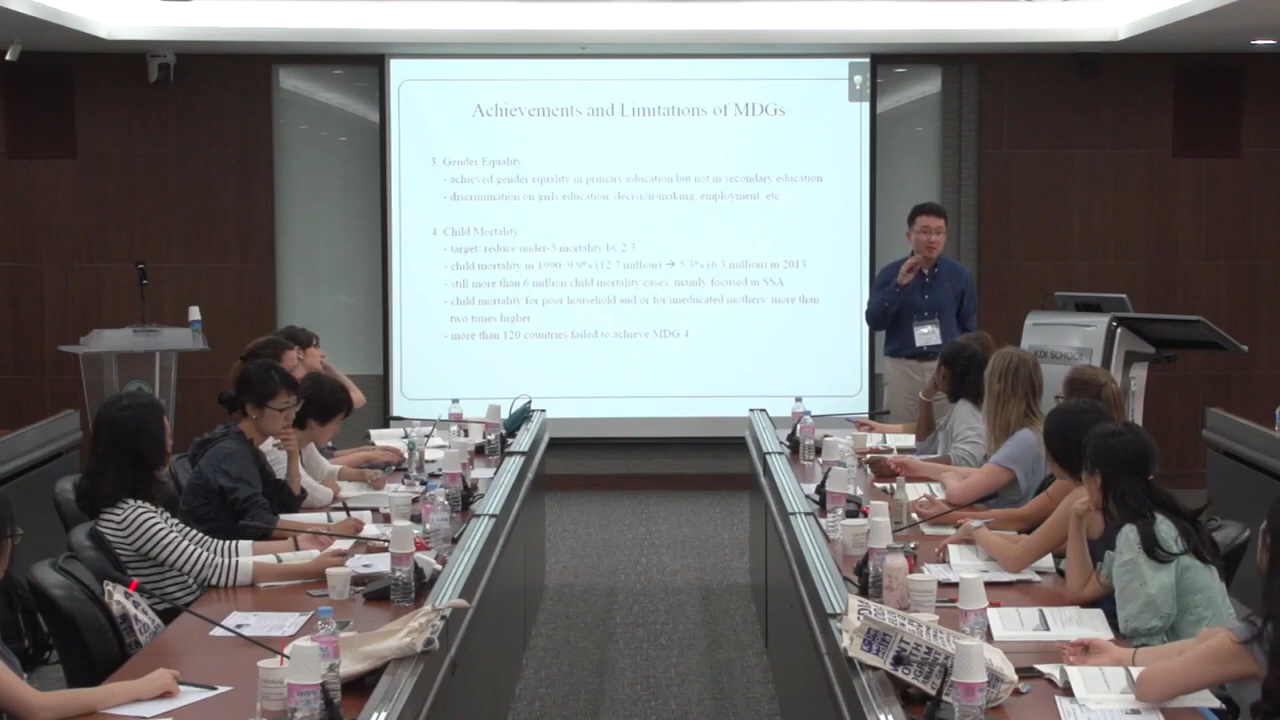 Achievements and Limitations of MDGs
3. Gender Equality
- achieved gender equality in primary education but not in secondary education
- discrimination on girls education, decision-making, employment, etc
4. Child Mortality
- target: reduce under-5 mortality by 2/3
- child mortality in 1990: 9.9% (12.7 million) → 5.3% (6.3 million) in 2013
- still more than 6 million child mortality cases, mainly focused in SSA
- child mortality for poor household and/or for uneducated mothers: more than
two times higher
- more than 120 countries failed to achieve MDG 4
KDI SCHOOL